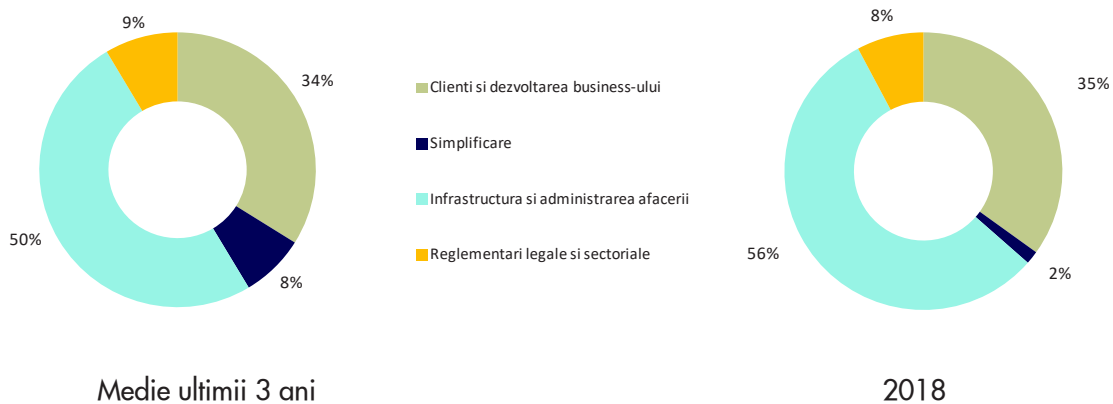 9%
34%
50%
8%
Clienti si dezvoltarea business-ului
Simplificare
Infrastructura si administrarea afacerii
Reglementari legale si sectoriale
8%
35%
56%
2%
Medie ultimii 3 ani
2018